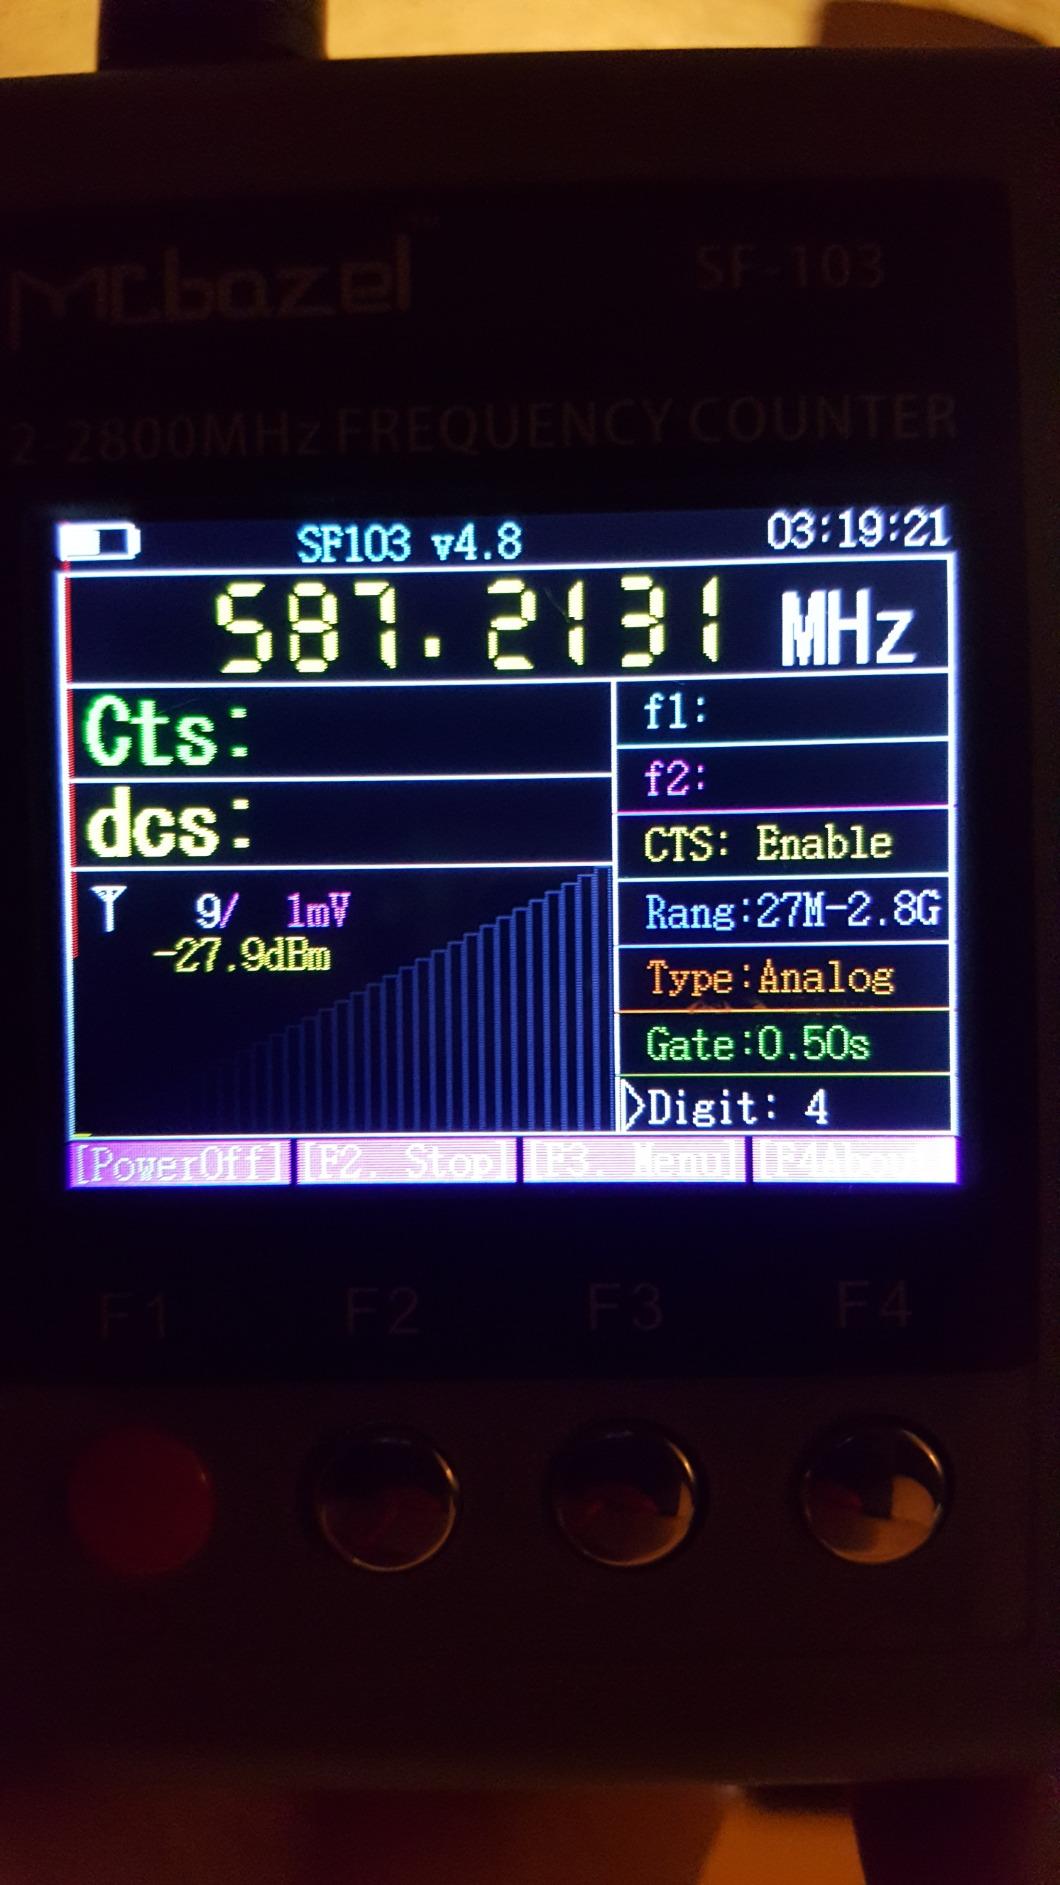 Mcbazel
SF-103
2-2800MHz FREQUENCY COUNTER
SF103 v4.8
03:19:21
587.2131 MHz
Cts:
dcs:
9/ 1mV
-27.9dBm
f1:
f2:
CTS: Enable
Rang:27M-2.8G
Type:Analog
Gate:0.50s
Digit: 4
[PowerOff]
[F2. Stop]
[F3. Menu]
[F4About
F1
F2
F3
F4